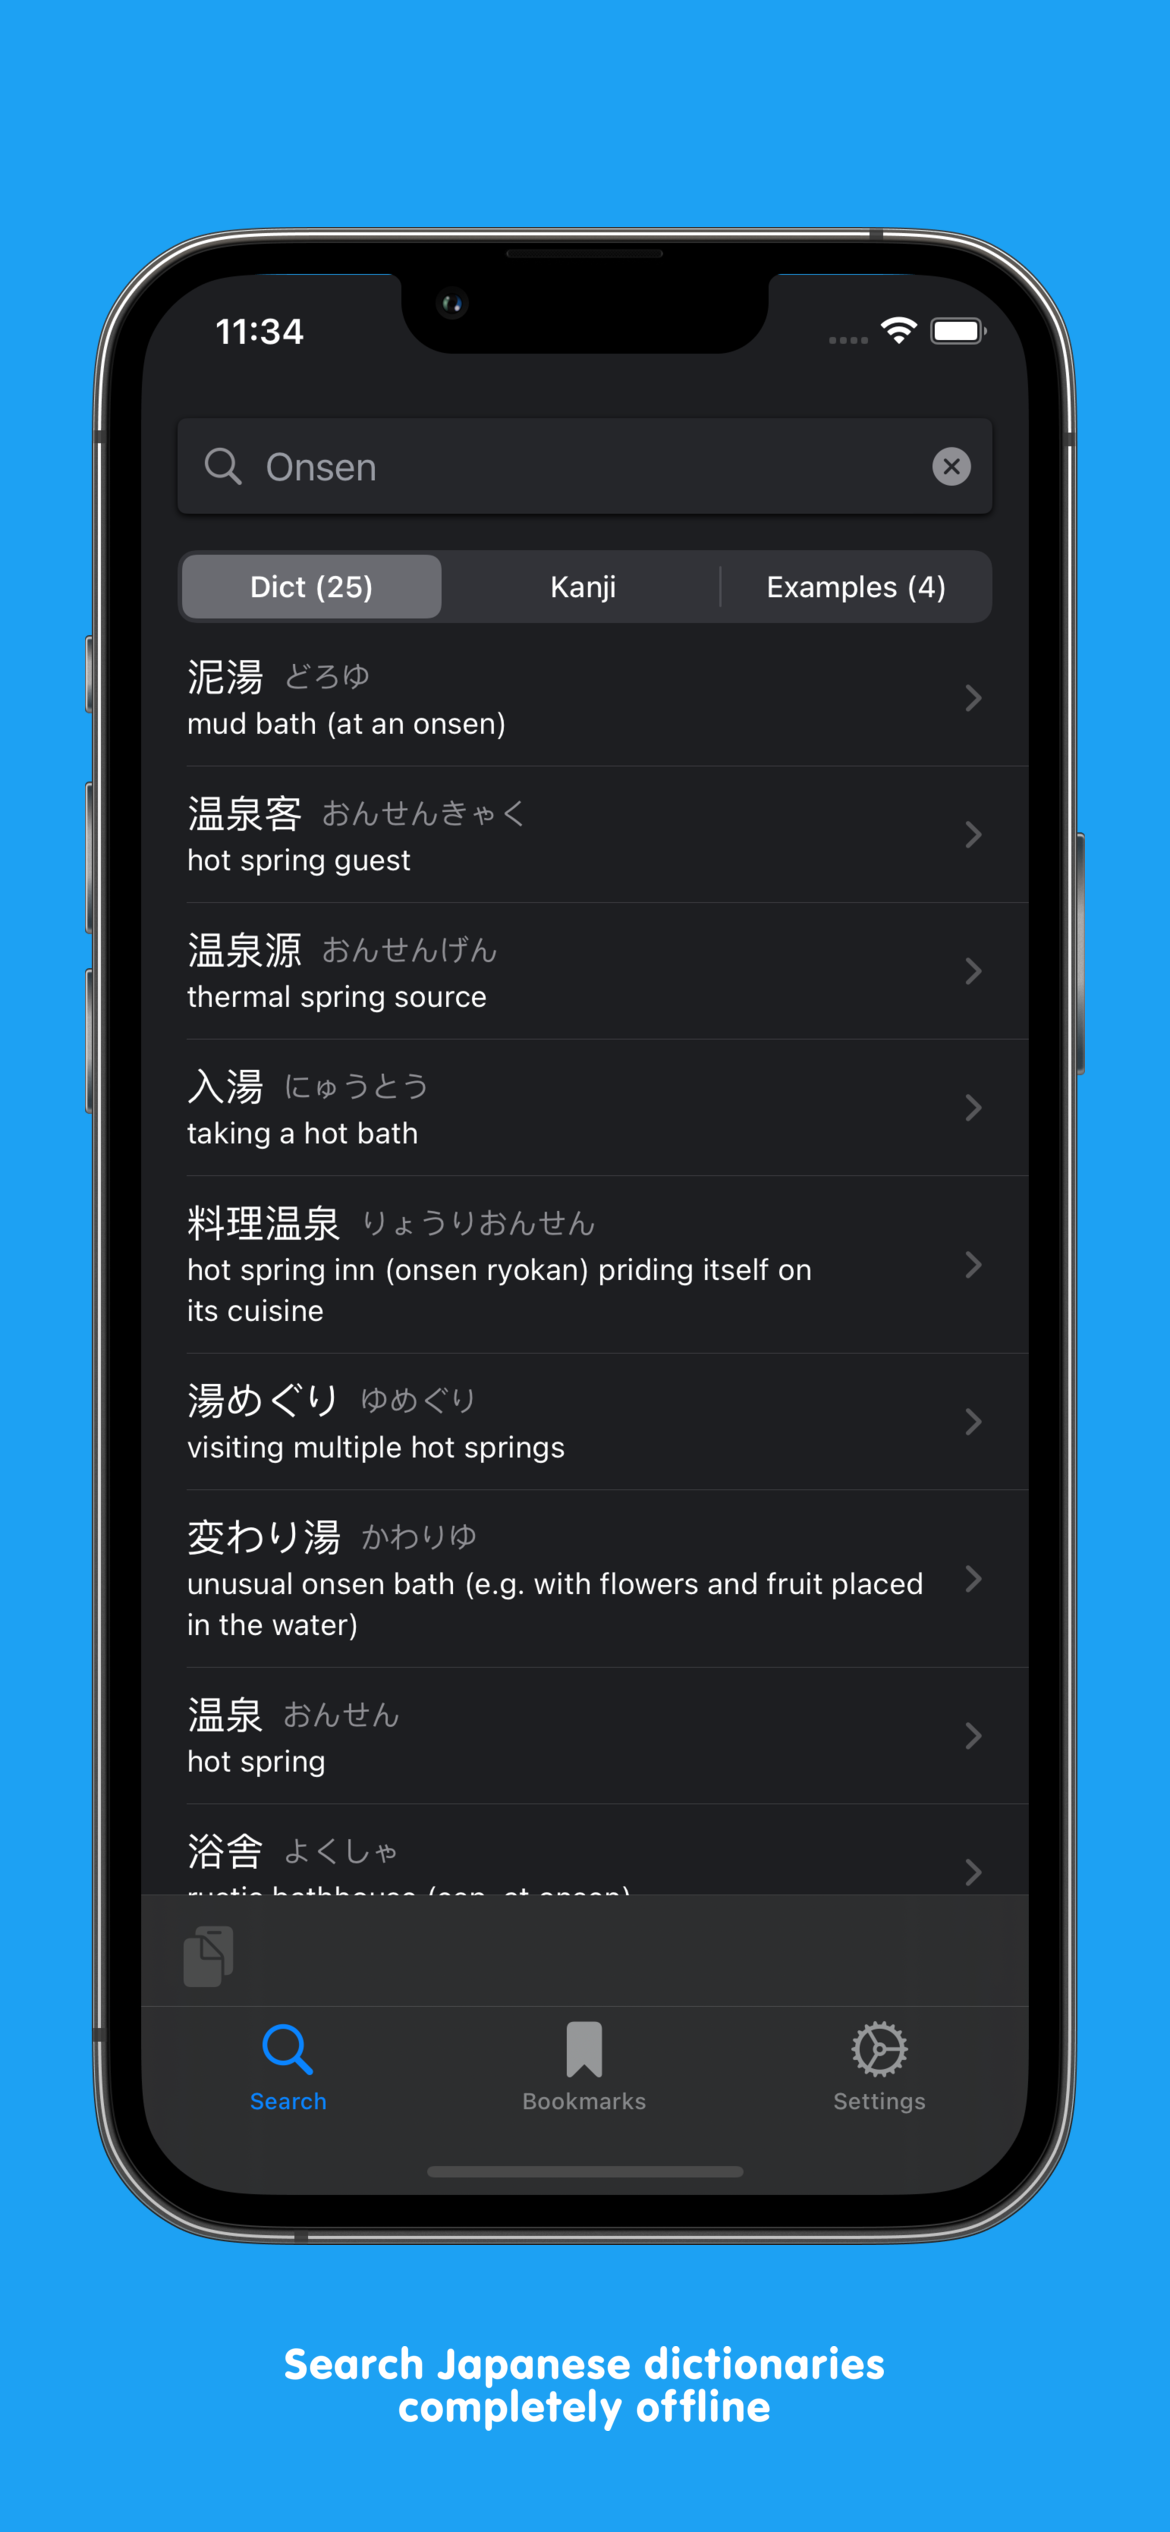 11:34
Onsen
Dict (25)
Kanji
Examples (4)
泥湯 どろゆ
mud bath (at an onsen)
温泉客 おんせんきゃく
hot spring guest
温泉源 おんせんげん
thermal spring source
入湯 にゅうとう
taking a hot bath
料理温泉 りょうりおんせん
hot spring inn (onsen ryokan) priding itself on
its cuisine
湯めぐり ゆめぐり
visiting multiple hot springs
変わり湯 かわりゆ
unusual onsen bath (e.g. with flowers and fruit placed
in the water)
温泉 おんせん
hot spring
浴舎 よくしゃ
rustic bathhouse (esp. at onsen)
Search
Bookmarks
Settings
Search Japanese dictionaries
completely offline